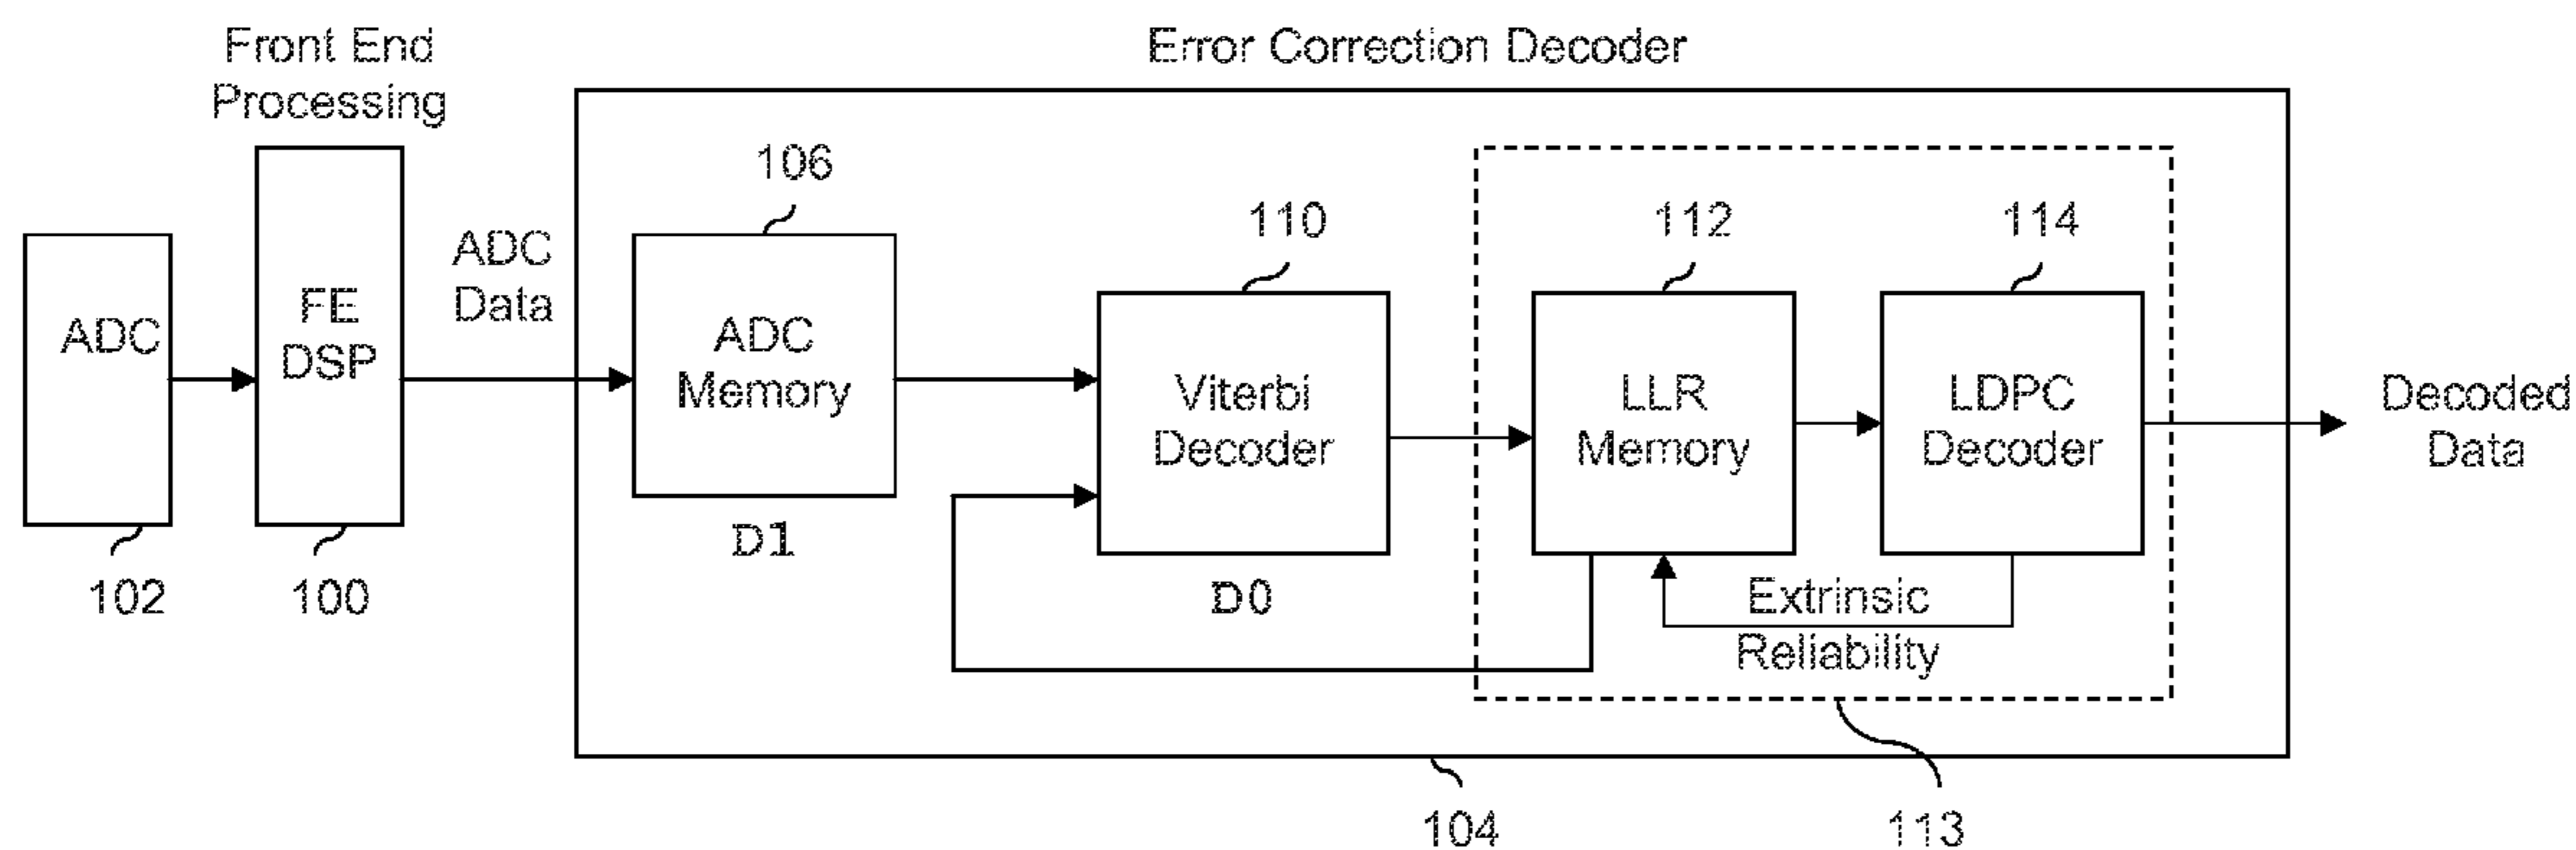 Front End
Processing
Error Correction Decoder
106
110
112
114
ADC
Data
ADC
FE
DSP
ADC
Memory
Viterbi
Decoder
LLR
Memory
LDPC
Decoder
Decoded
Data
D1
D0
102
100
Extrinsic
Reliability
104
113